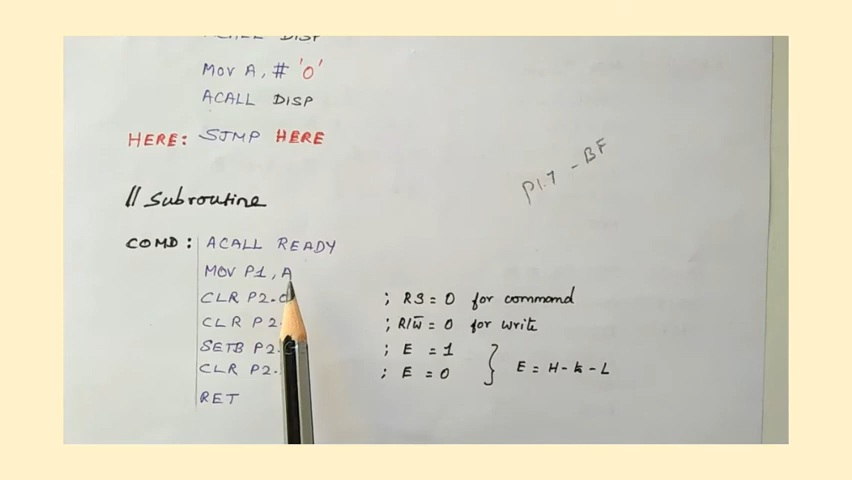 MOV A, # 'O'
ACALL DISP
HERE: SJMP HERE
P1.7 - BF
// Subroutine
COMD: ACALL READY
MOV P1, A
CLR P2. ; RS = 0 for command
CLR P2. ; R/W̅ = 0 for write
SETB P2. ; E = 1
CLR P2. ; E = 0
E = H - to - L
RET